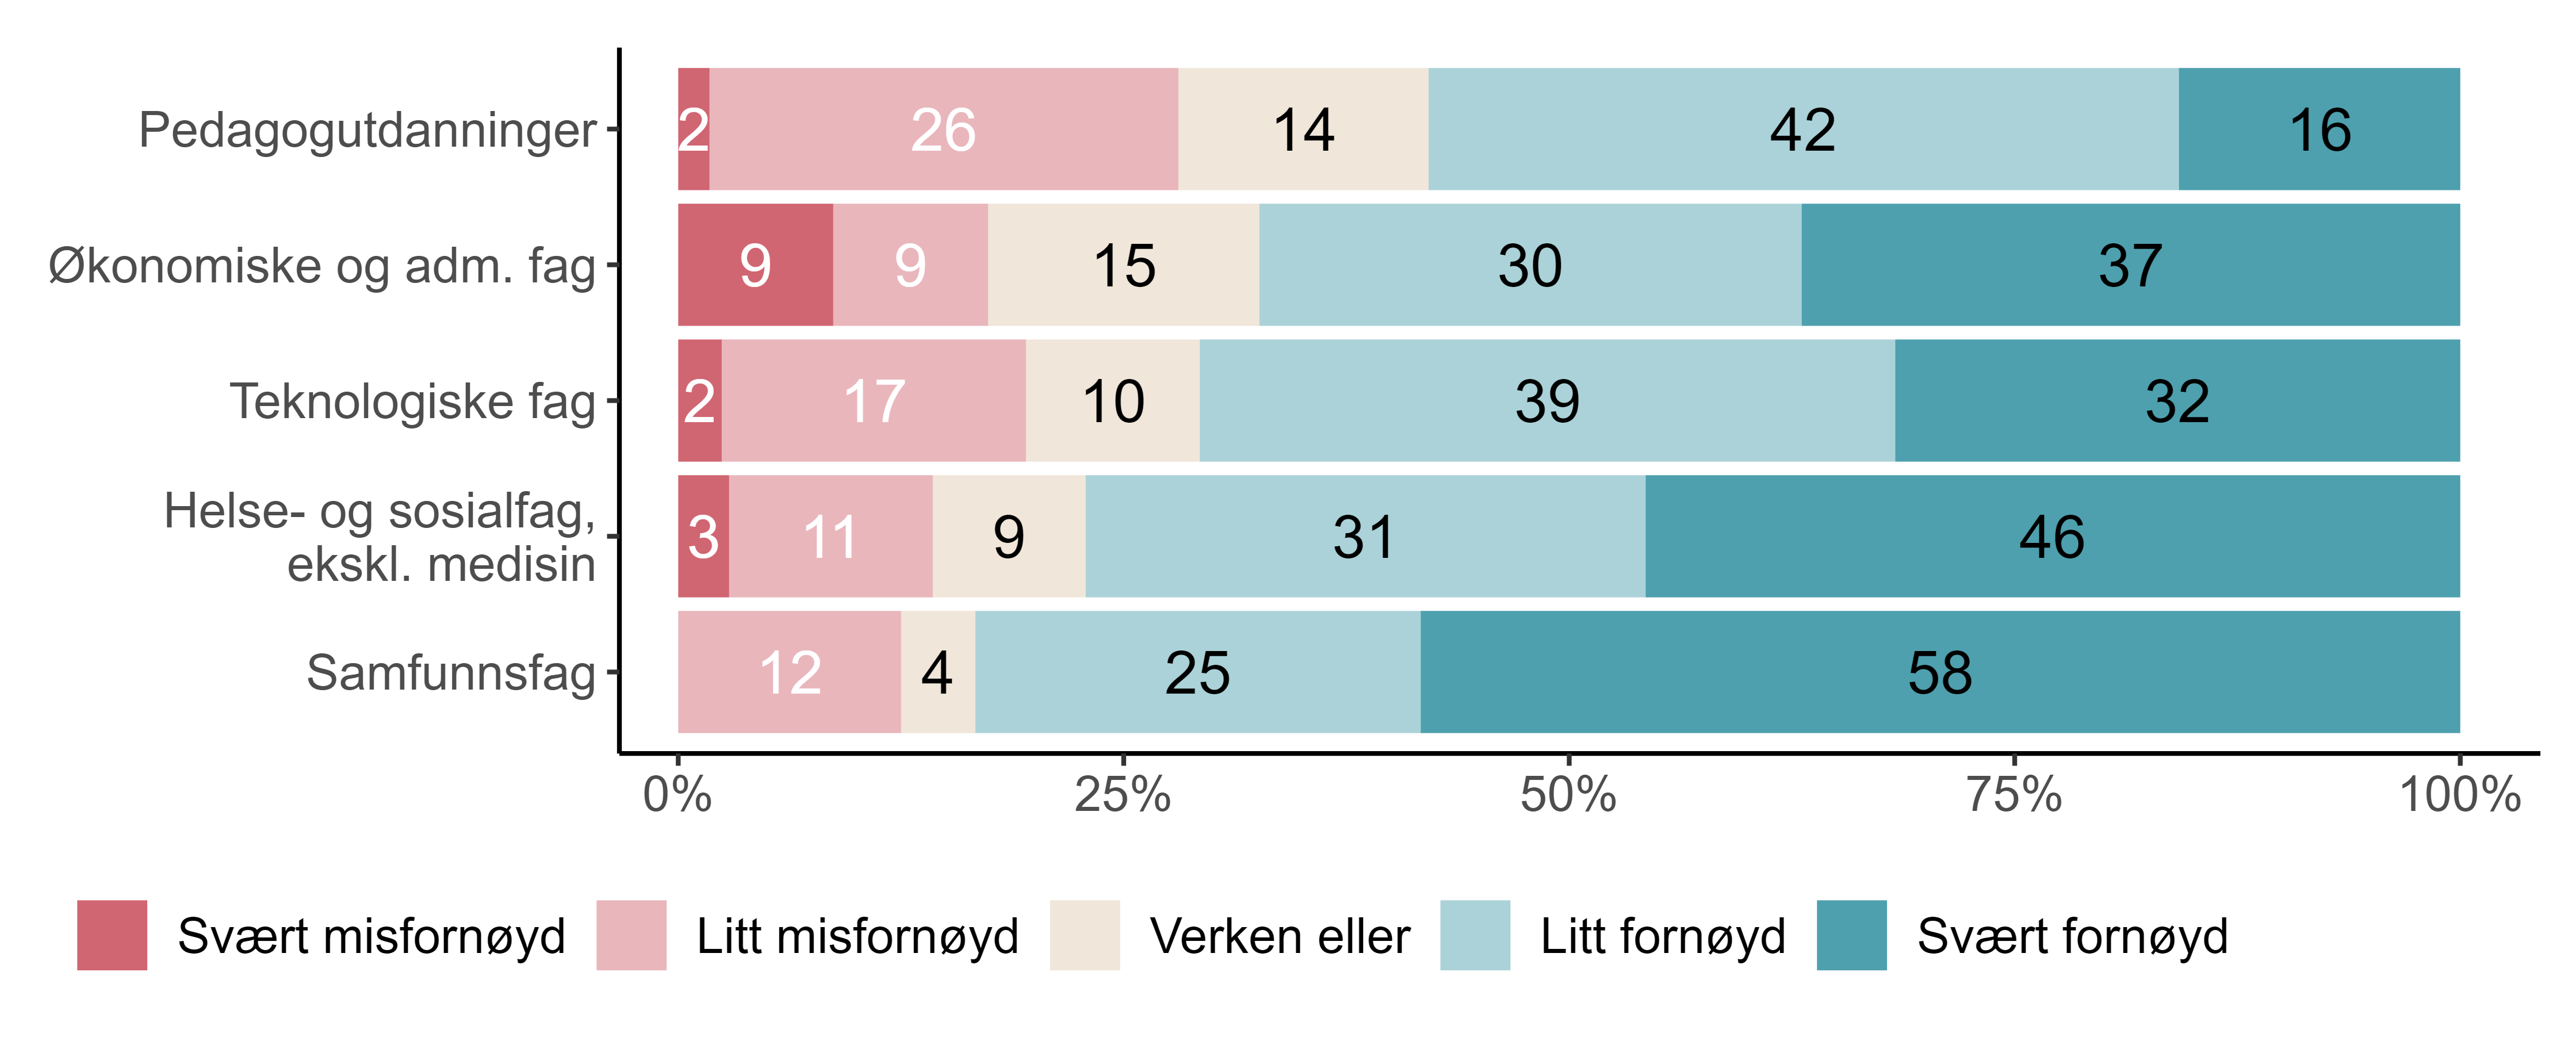 Pedagogutdanninger
2 26 14 42 16
Økonomiske og adm. fag
9 9 15 30 37
Teknologiske fag
2 17 10 39 32
Helse- og sosialfag,
ekskl. medisin
3 11 9 31 46
Samfunnsfag
12 4 25 58
0% 25% 50% 75% 100%
Svært misfornøyd Litt misfornøyd Verken eller Litt fornøyd Svært fornøyd